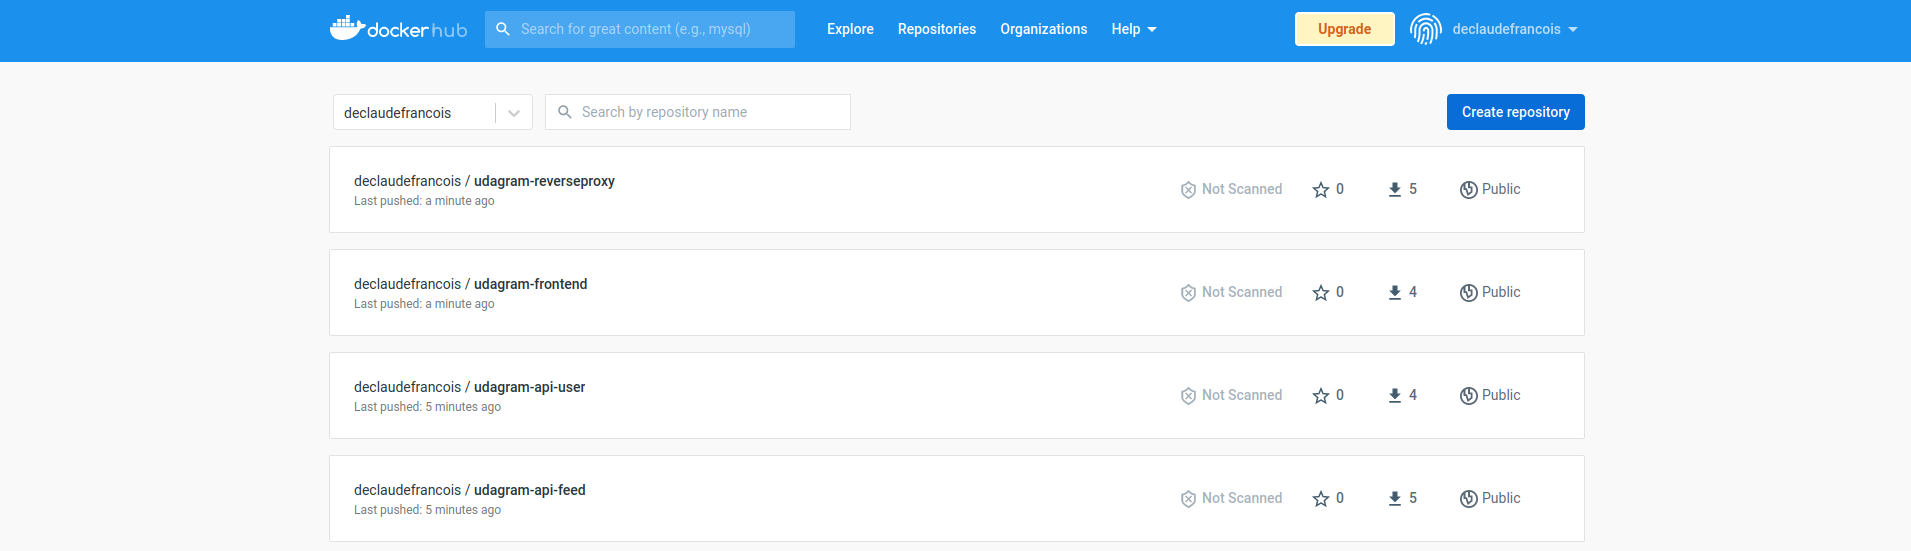 docker hub
Search for great content (e.g., mysql)
Explore
Repositories
Organizations
Help
Upgrade
declaudefrancois
declaudefrancois
Search by repository name
Create repository
declaudefrancois / udagram-reverseproxy
Last pushed: a minute ago
Not Scanned
0
5
Public
declaudefrancois / udagram-frontend
Last pushed: a minute ago
Not Scanned
0
4
Public
declaudefrancois / udagram-api-user
Last pushed: 5 minutes ago
Not Scanned
0
4
Public
declaudefrancois / udagram-api-feed
Last pushed: 5 minutes ago
Not Scanned
0
5
Public